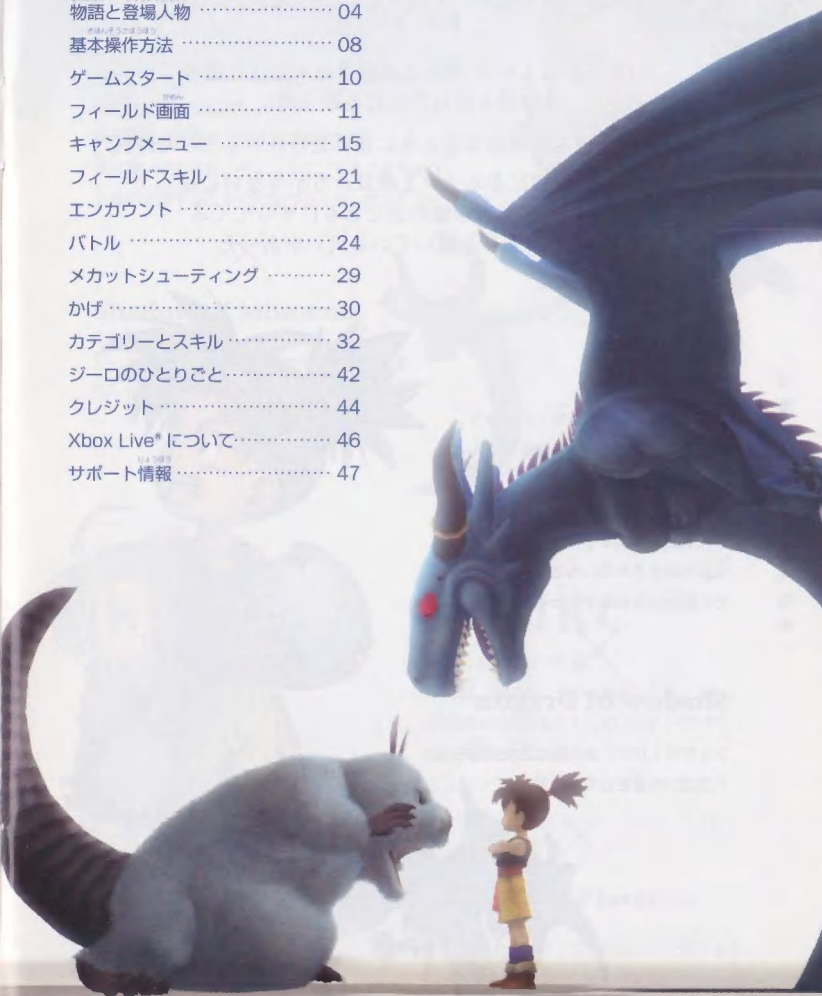 物語と登場人物 ………………… 04
基本操作方法 ………………… 08
ゲームスタート ………………… 10
フィールド画面 ………………… 11
キャンプメニュー ………………… 15
フィールドスキル ………………… 21
エンカウント ………………… 22
バトル ………………… 24
メカットシューティング ………… 29
かげ ………………… 30
カテゴリーとスキル ………………… 32
ジーロのひとりごと ………………… 42
クレジット ………………… 44
Xbox Live® について ………………… 46
サポート情報 ………………… 47
Shadow of Dragon